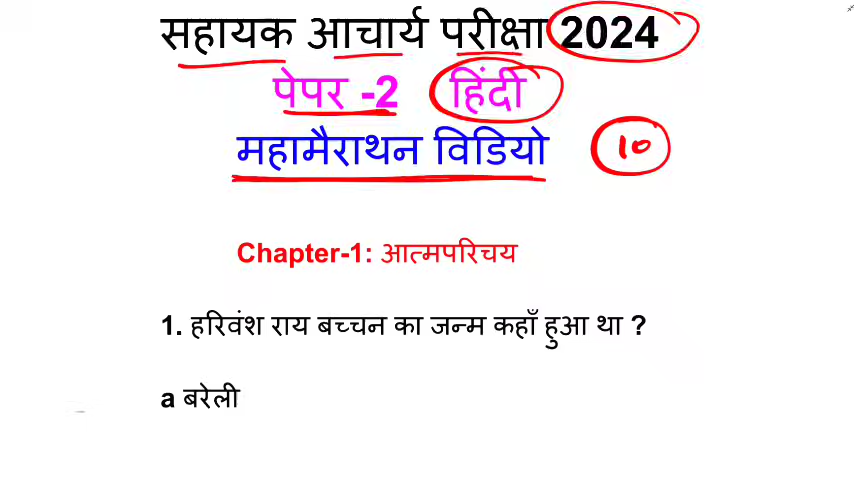 सहायक आचार्य परीक्षा 2024
पेपर -2 हिंदी
महामैराथन विडियो 10
Chapter-1: आत्मपरिचय
1. हरिवंश राय बच्चन का जन्म कहाँ हुआ था ?
a बरेली